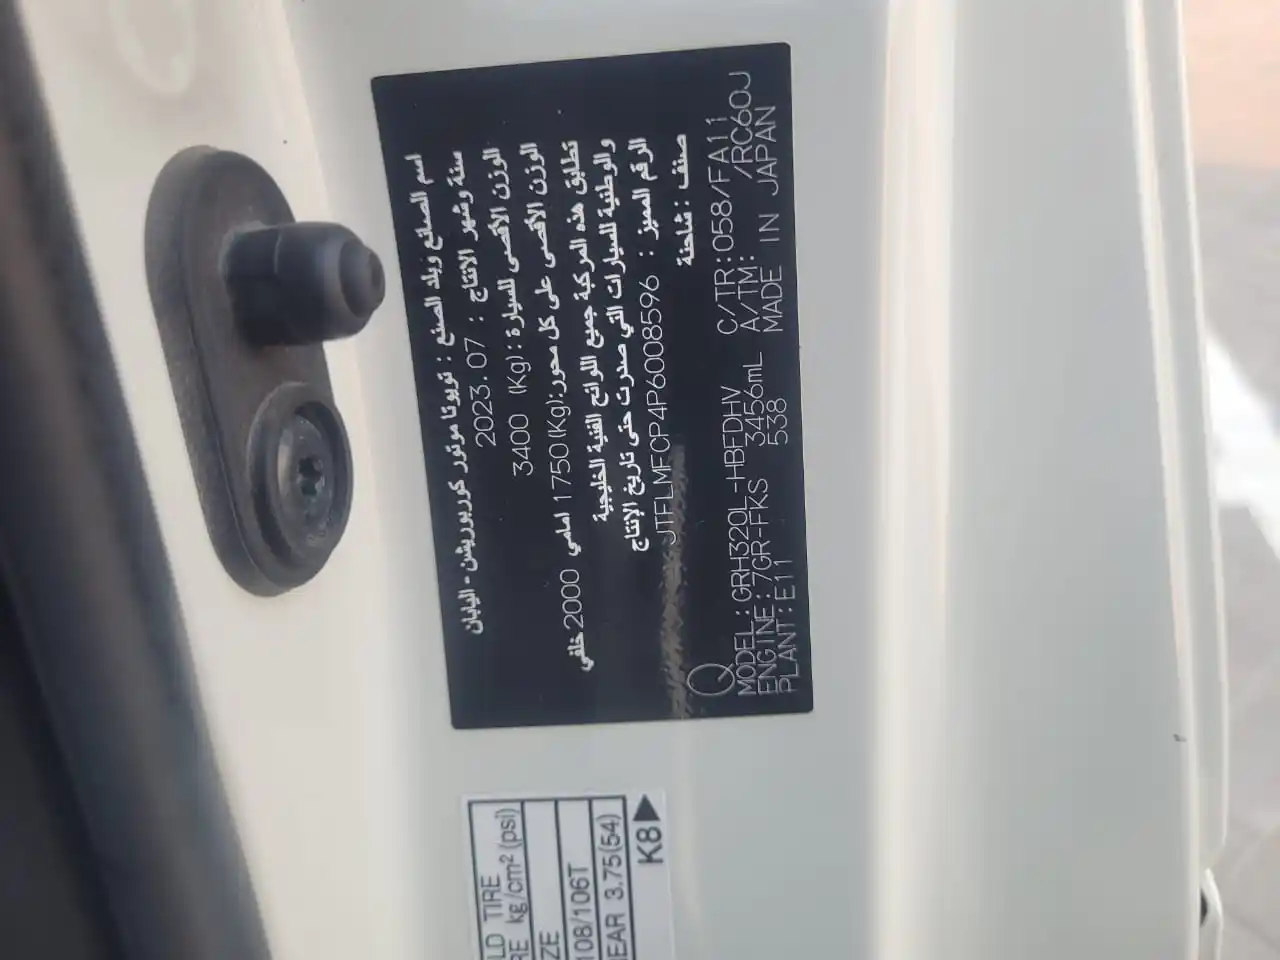 اسم الصانع وبلد الصنع : تويوتا موتور كوربوريشن - اليابان
سنة وشهر الانتاج : 2023.07
الوزن الأقصى للسيارة :(Kg) 3400
الوزن الأقصى على كل محور:(Kg)1750 امامي 2000 خلفي
تطابق هذه المركبة جميع اللوائح الفنية الخليجية
والوطنية للسيارات التي صدرت حتى تاريخ الإنتاج
الرقم المميز : JTFLMFCP4P6008596
صنف : شاحنة
Q
MODEL:GRH320L-HBFDHV C/TR:058/FA11
ENGINE:7GR-FKS 3456mL A/TM: /RC60J
PLANT:E11 538 MADE IN JAPAN
LD TIRE
RE kg/cm² (psi)
ZE
108/106T
EAR 3.75(54)
K8▶